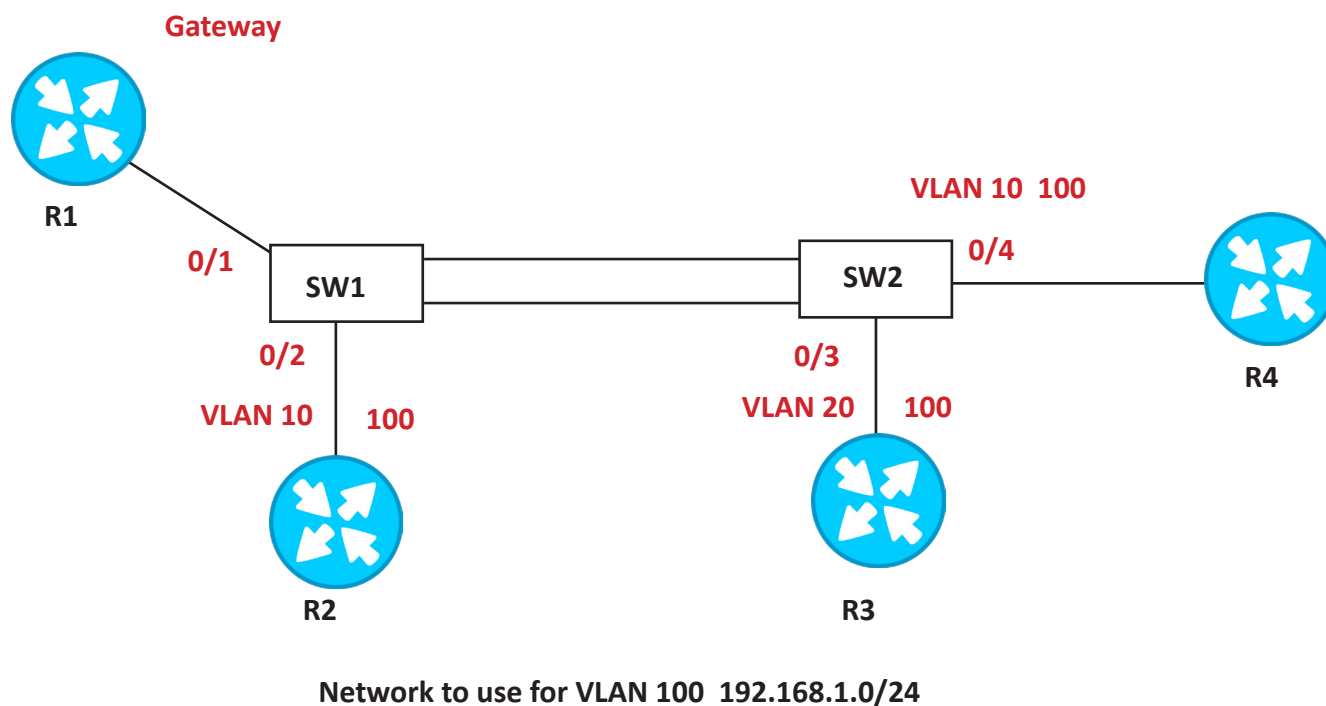 Gateway
R1
0/1
SW1
0/2
VLAN 10 100
R2
VLAN 10 100
SW2
0/4
R4
0/3
VLAN 20 100
R3
Network to use for VLAN 100 192.168.1.0/24